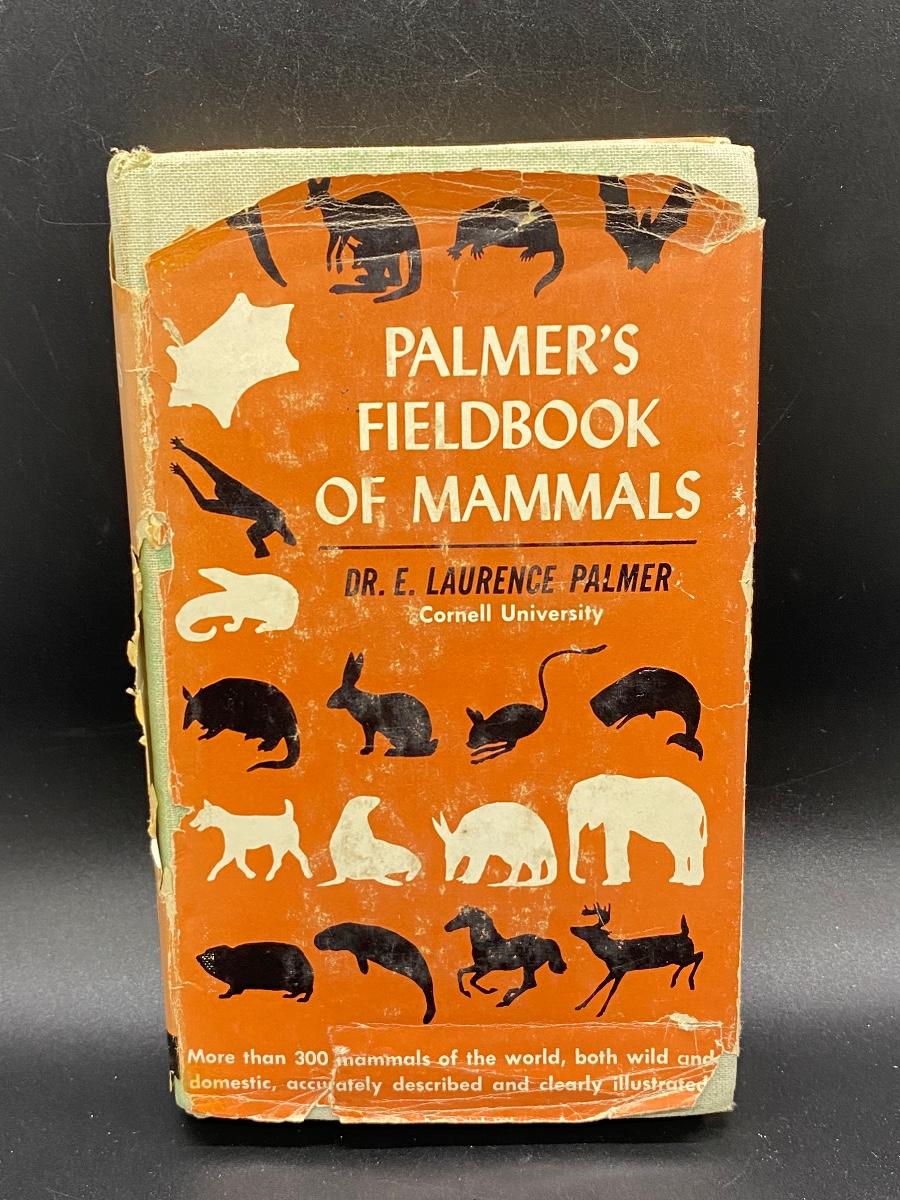 PALMER'S
FIELDBOOK
OF MAMMALS
DR. E. LAURENCE PALMER
Cornell University
More than 300 mammals of the world, both wild and
domestic, accurately described and clearly illustrated